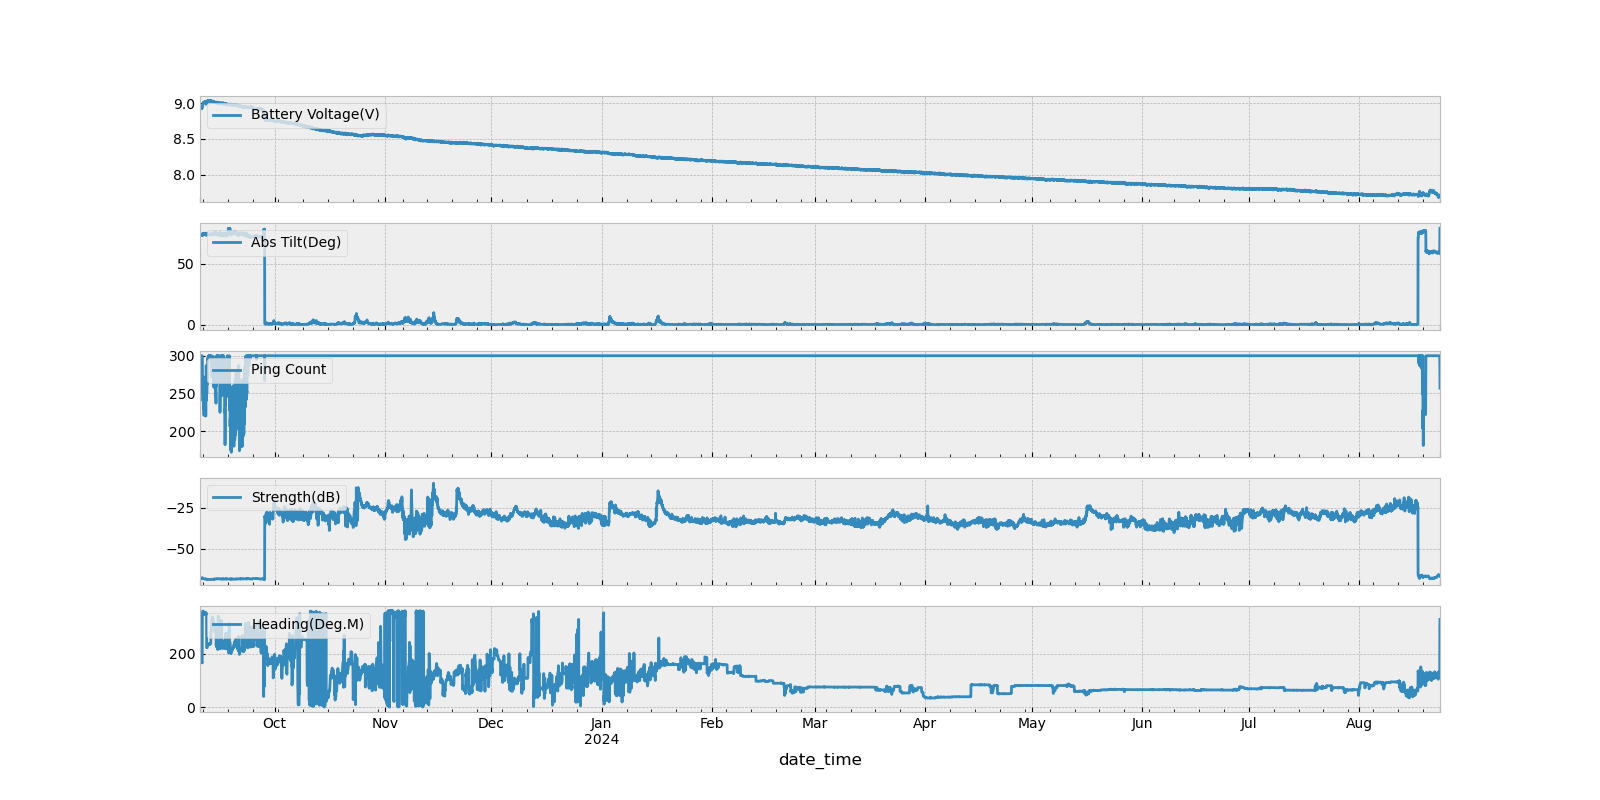 9.0
Battery Voltage(V)
8.5
8.0
Abs Tilt(Deg)
50
0
300
Ping Count
250
200
Strength(dB)
−25
−50
Heading(Deg.M)
200
0
Oct Nov Dec Jan Feb Mar Apr May Jun Jul Aug
2024
date_time